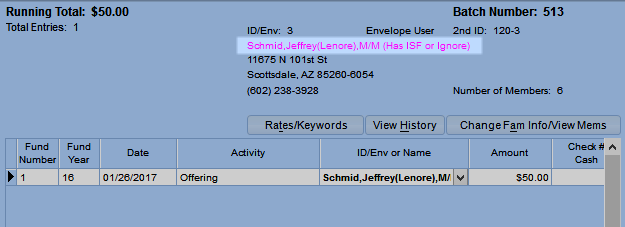 Running Total: $50.00 Batch Number: 513
Total Entries: 1 ID/Env: 3 Envelope User 2nd ID: 120-3
Schmid,Jeffrey(Lenore),M/M (Has ISF or Ignore)
11675 N 101st St
Scottsdale, AZ 85260-6054
(602) 238-3928 Number of Members: 6
Rates/Keywords View History Change Fam Info/View Mems
Fund Number Fund Year Date Activity ID/Env or Name Amount Check # Cash
1 16 01/26/2017 Offering Schmid,Jeffrey(Lenore),M/ $50.00